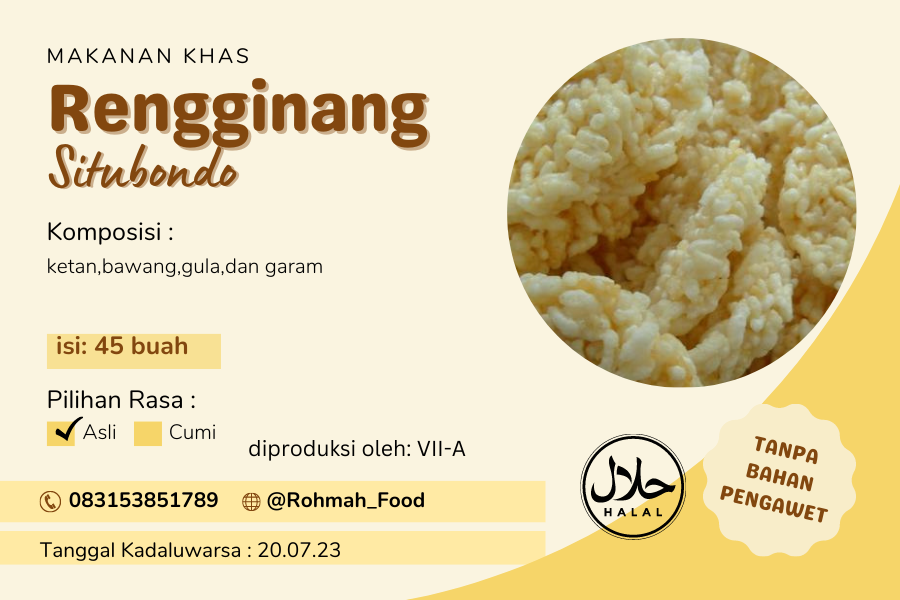 MAKANAN KHAS
Rengginang
Situbondo
Komposisi :
ketan,bawang,gula,dan garam
isi: 45 buah
Pilihan Rasa :
Asli Cumi
diproduksi oleh: VII-A
083153851789 @Rohmah_Food
Tanggal Kadaluwarsa : 20.07.23
حلال
HALAL
TANPA
BAHAN
PENGAWET